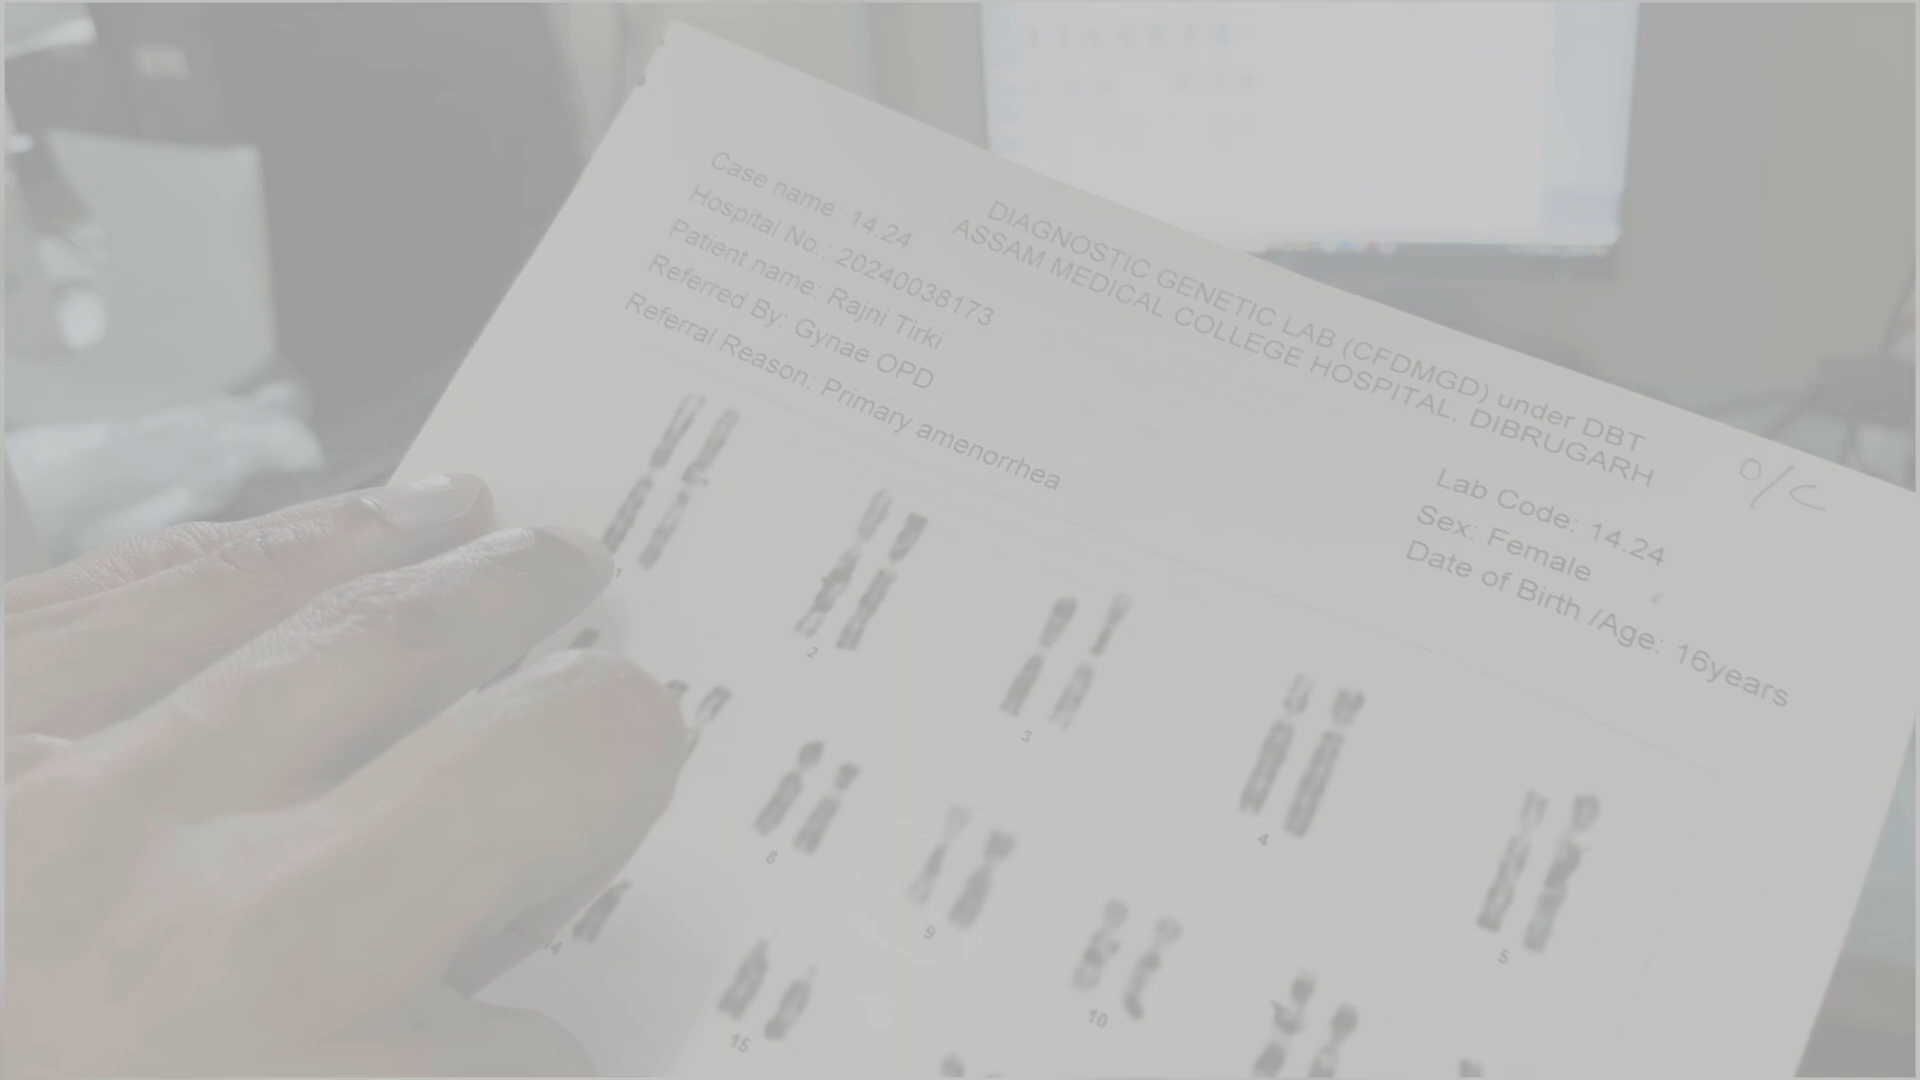 DIAGNOSTIC GENETIC LAB (CFDMGD) under DBT
ASSAM MEDICAL COLLEGE HOSPITAL, DIBRUGARH
O/C
Case name: 14.24
Hospital No.: 20240038173
Patient name: Rajni Tirki
Referred By: Gynae OPD
Referral Reason: Primary amenorrhea
Lab Code: 14.24
Sex: Female
Date of Birth /Age: 16years
1
2
3
4
5
8
9
10
15